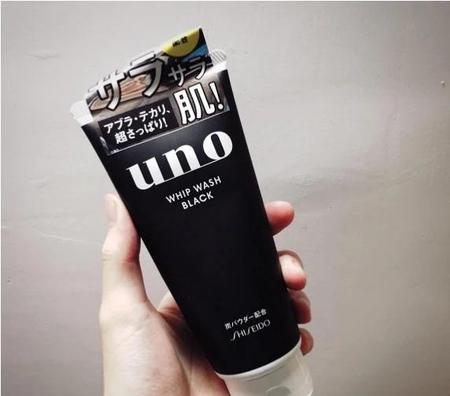 サラサラ
アブラ・テカリ、
超さっぱり!
肌!
uno
WHIP WASH
BLACK
炭パウダー配合
SHISEIDO